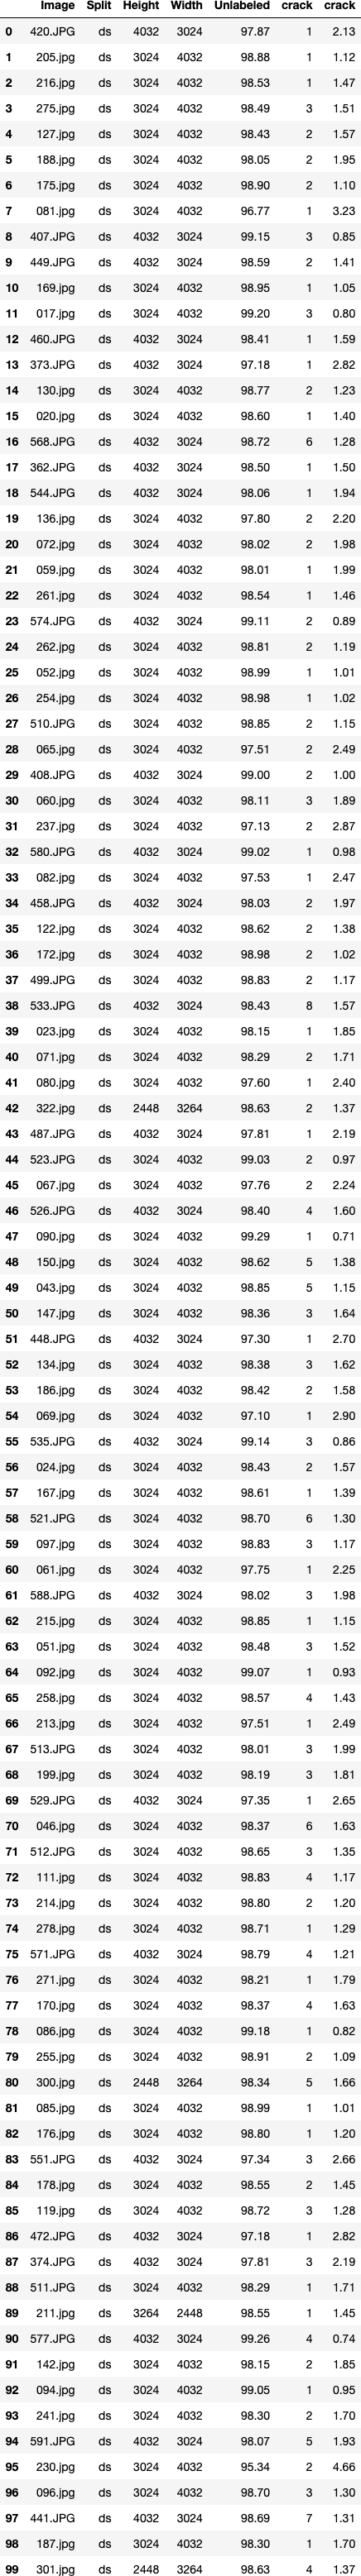 Image Split Height Width Unlabeled crack crack
0 420.JPG ds 4032 3024 97.87 1 2.13
1 205.jpg ds 3024 4032 98.88 1 1.12
2 216.jpg ds 3024 4032 98.53 1 1.47
3 275.jpg ds 3024 4032 98.49 3 1.51
4 127.jpg ds 3024 4032 98.43 2 1.57
5 188.jpg ds 3024 4032 98.05 2 1.95
6 175.jpg ds 3024 4032 98.90 2 1.10
7 081.jpg ds 3024 4032 96.77 1 3.23
8 407.JPG ds 4032 3024 99.15 3 0.85
9 449.JPG ds 4032 3024 98.59 2 1.41
10 169.jpg ds 3024 4032 98.95 1 1.05
11 017.jpg ds 3024 4032 99.20 3 0.80
12 460.JPG ds 4032 3024 98.41 1 1.59
13 373.JPG ds 4032 3024 97.18 1 2.82
14 130.jpg ds 3024 4032 98.77 2 1.23
15 020.jpg ds 3024 4032 98.60 1 1.40
16 568.JPG ds 4032 3024 98.72 6 1.28
17 362.JPG ds 4032 3024 98.50 1 1.50
18 544.JPG ds 4032 3024 98.06 1 1.94
19 136.jpg ds 3024 4032 97.80 2 2.20
20 072.jpg ds 3024 4032 98.02 2 1.98
21 059.jpg ds 3024 4032 98.01 1 1.99
22 261.jpg ds 3024 4032 98.54 1 1.46
23 574.JPG ds 4032 3024 99.11 2 0.89
24 262.jpg ds 3024 4032 98.81 2 1.19
25 052.jpg ds 3024 4032 98.99 1 1.01
26 254.jpg ds 3024 4032 98.98 1 1.02
27 510.JPG ds 3024 4032 98.85 2 1.15
28 065.jpg ds 3024 4032 97.51 2 2.49
29 408.JPG ds 4032 3024 99.00 2 1.00
30 060.jpg ds 3024 4032 98.11 3 1.89
31 237.jpg ds 3024 4032 97.13 2 2.87
32 580.JPG ds 4032 3024 99.02 1 0.98
33 082.jpg ds 3024 4032 97.53 1 2.47
34 458.JPG ds 4032 3024 98.03 2 1.97
35 122.jpg ds 3024 4032 98.62 2 1.38
36 172.jpg ds 3024 4032 98.98 2 1.02
37 499.JPG ds 3024 4032 98.83 2 1.17
38 533.JPG ds 4032 3024 98.43 8 1.57
39 023.jpg ds 3024 4032 98.15 1 1.85
40 071.jpg ds 3024 4032 98.29 2 1.71
41 080.jpg ds 3024 4032 97.60 1 2.40
42 322.jpg ds 2448 3264 98.63 2 1.37
43 487.JPG ds 4032 3024 97.81 1 2.19
44 523.JPG ds 3024 4032 99.03 2 0.97
45 067.jpg ds 3024 4032 97.76 2 2.24
46 526.JPG ds 4032 3024 98.40 4 1.60
47 090.jpg ds 3024 4032 99.29 1 0.71
48 150.jpg ds 3024 4032 98.62 5 1.38
49 043.jpg ds 3024 4032 98.85 5 1.15
50 147.jpg ds 3024 4032 98.36 3 1.64
51 448.JPG ds 4032 3024 97.30 1 2.70
52 134.jpg ds 3024 4032 98.38 3 1.62
53 186.jpg ds 3024 4032 98.42 2 1.58
54 069.jpg ds 3024 4032 97.10 1 2.90
55 535.JPG ds 4032 3024 99.14 3 0.86
56 024.jpg ds 3024 4032 98.43 2 1.57
57 167.jpg ds 3024 4032 98.61 1 1.39
58 521.JPG ds 3024 4032 98.70 6 1.30
59 097.jpg ds 3024 4032 98.83 3 1.17
60 061.jpg ds 3024 4032 97.75 1 2.25
61 588.JPG ds 4032 3024 98.02 3 1.98
62 215.jpg ds 3024 4032 98.85 1 1.15
63 051.jpg ds 3024 4032 98.48 3 1.52
64 092.jpg ds 3024 4032 99.07 1 0.93
65 258.jpg ds 3024 4032 98.57 4 1.43
66 213.jpg ds 3024 4032 97.51 1 2.49
67 513.JPG ds 3024 4032 98.01 3 1.99
68 199.jpg ds 3024 4032 98.19 3 1.81
69 529.JPG ds 4032 3024 97.35 1 2.65
70 046.jpg ds 3024 4032 98.37 6 1.63
71 512.JPG ds 3024 4032 98.65 3 1.35
72 111.jpg ds 3024 4032 98.83 4 1.17
73 214.jpg ds 3024 4032 98.80 2 1.20
74 278.jpg ds 3024 4032 98.71 1 1.29
75 571.JPG ds 4032 3024 98.79 4 1.21
76 271.jpg ds 3024 4032 98.21 1 1.79
77 170.jpg ds 3024 4032 98.37 4 1.63
78 086.jpg ds 3024 4032 99.18 1 0.82
79 255.jpg ds 3024 4032 98.91 2 1.09
80 300.jpg ds 2448 3264 98.34 5 1.66
81 085.jpg ds 3024 4032 98.99 1 1.01
82 176.jpg ds 3024 4032 98.80 1 1.20
83 551.JPG ds 4032 3024 97.34 3 2.66
84 178.jpg ds 3024 4032 98.55 2 1.45
85 119.jpg ds 3024 4032 98.72 3 1.28
86 472.JPG ds 4032 3024 97.18 1 2.82
87 374.JPG ds 4032 3024 97.81 3 2.19
88 511.JPG ds 3024 4032 98.29 1 1.71
89 211.jpg ds 3264 2448 98.55 1 1.45
90 577.JPG ds 4032 3024 99.26 4 0.74
91 142.jpg ds 3024 4032 98.15 2 1.85
92 094.jpg ds 3024 4032 99.05 1 0.95
93 241.jpg ds 3024 4032 98.30 2 1.70
94 591.JPG ds 4032 3024 98.07 5 1.93
95 230.jpg ds 3024 4032 95.34 2 4.66
96 096.jpg ds 3024 4032 98.70 3 1.30
97 441.JPG ds 4032 3024 98.69 7 1.31
98 187.jpg ds 3024 4032 98.30 1 1.70
99 301.jpg ds 2448 3264 98.63 4 1.37